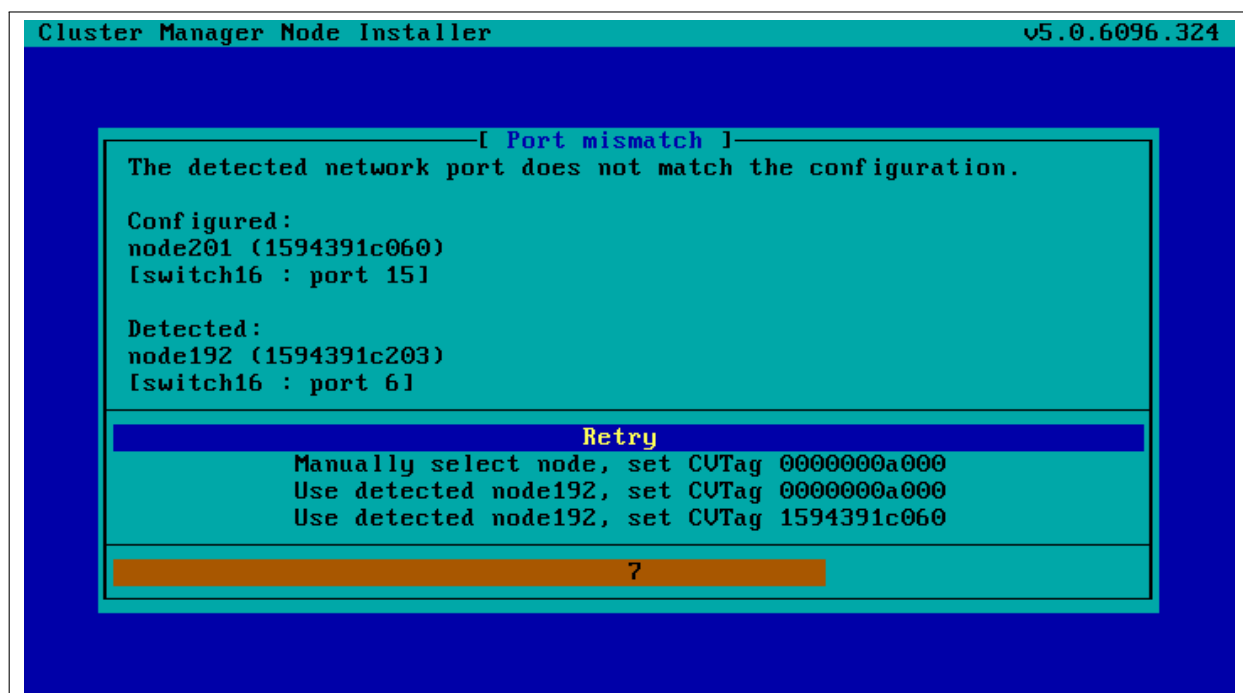 Cluster Manager Node Installer v5.0.6096.324
[ Port mismatch ]
The detected network port does not match the configuration.
Configured:
node201 (1594391c060)
[switch16 : port 15]
Detected:
node192 (1594391c203)
[switch16 : port 6]
Retry
Manually select node, set CVTag 0000000a000
Use detected node192, set CVTag 0000000a000
Use detected node192, set CVTag 1594391c060
7